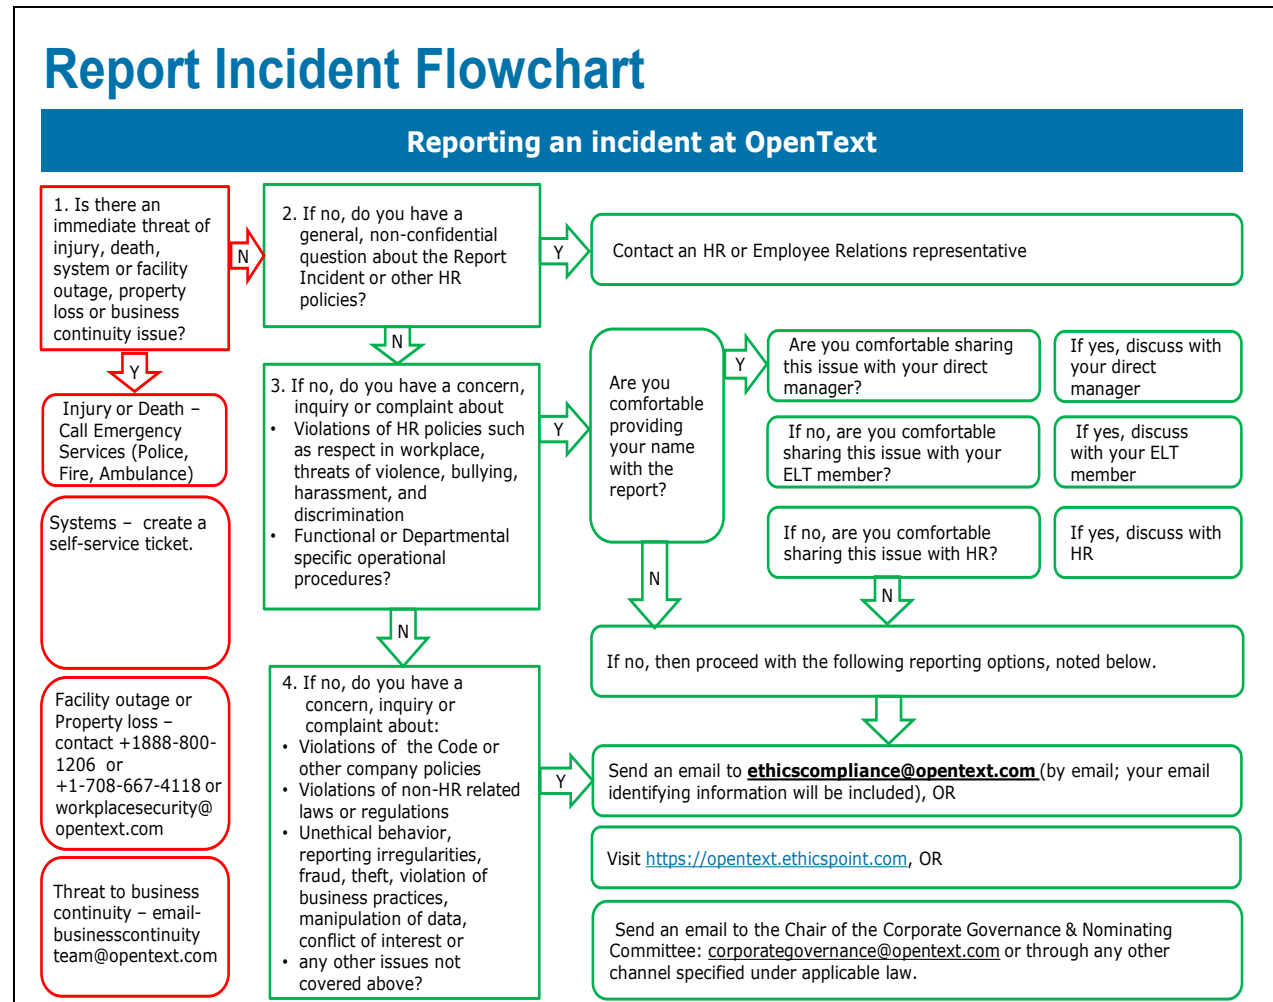 Report Incident Flowchart
Reporting an incident at OpenText
1. Is there an
immediate threat of
injury, death,
system or facility
outage, property
loss or business
continuity issue?
N
2. If no, do you have a
general, non-confidential
question about the Report
Incident or other HR
policies?
Y
Contact an HR or Employee Relations representative
Y
N
Injury or Death –
Call Emergency
Services (Police,
Fire, Ambulance)
Systems – create a
self-service ticket.
Facility outage or
Property loss –
contact +1888-800-
1206 or
+1-708-667-4118 or
workplacesecurity@
opentext.com
Threat to business
continuity – email-
businesscontinuity
team@opentext.com
3. If no, do you have a concern,
inquiry or complaint about
• Violations of HR policies such
as respect in workplace,
threats of violence, bullying,
harassment, and
discrimination
• Functional or Departmental
specific operational
procedures?
Y
Are you
comfortable
providing
your name
with the
report?
Y
Are you comfortable sharing
this issue with your direct
manager?
If yes, discuss with
your direct
manager
If no, are you comfortable
sharing this issue with your
ELT member?
If yes, discuss
with your ELT
member
If no, are you comfortable
sharing this issue with HR?
If yes, discuss with
HR
N
N
N
If no, then proceed with the following reporting options, noted below.
4. If no, do you have a
concern, inquiry or
complaint about:
• Violations of the Code or
other company policies
• Violations of non-HR related
laws or regulations
• Unethical behavior,
reporting irregularities,
fraud, theft, violation of
business practices,
manipulation of data,
conflict of interest or
• any other issues not
covered above?
Y
Send an email to ethicscompliance@opentext.com (by email; your email
identifying information will be included), OR
Visit https://opentext.ethicspoint.com, OR
Send an email to the Chair of the Corporate Governance & Nominating
Committee: corporategovernance@opentext.com or through any other
channel specified under applicable law.